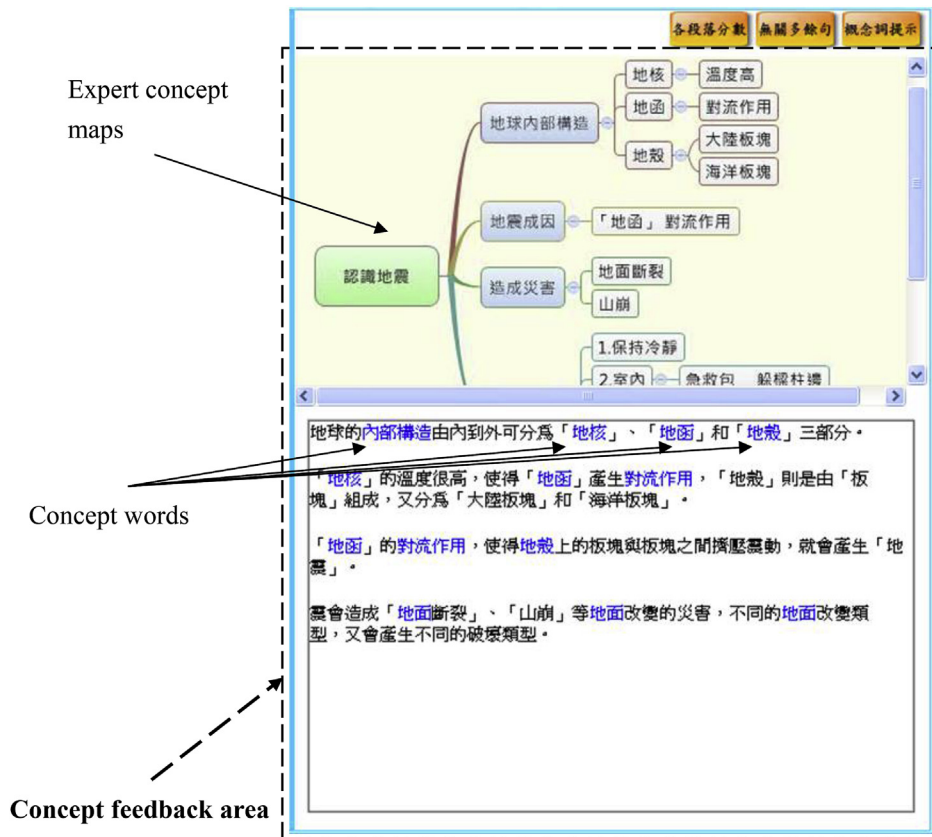 各段落分數 無關多餘句 概念詞提示
Expert concept
maps
地核 溫度高
地函 對流作用
地球內部構造
大陸板塊
地殼
海洋板塊
地震成因 「地函」 對流作用
認識地震
地面斷裂
造成災害
山崩
1.保持冷靜
2.室內 急救包 躲樑柱邊
地球的內部構造由內到外可分為「地核」、「地函」和「地殼」三部分。
「地核」的溫度很高，使得「地函」產生對流作用，「地殼」則是由「板
塊」組成，又分為「大陸板塊」和「海洋板塊」。
Concept words
「地函」的對流作用，使得地殼上的板塊與板塊之間擠壓震動，就會產生「地
震」。
震會造成「地面斷裂」、「山崩」等地面改變的災害，不同的地面改變類
型，又會產生不同的破壞類型。
Concept feedback area